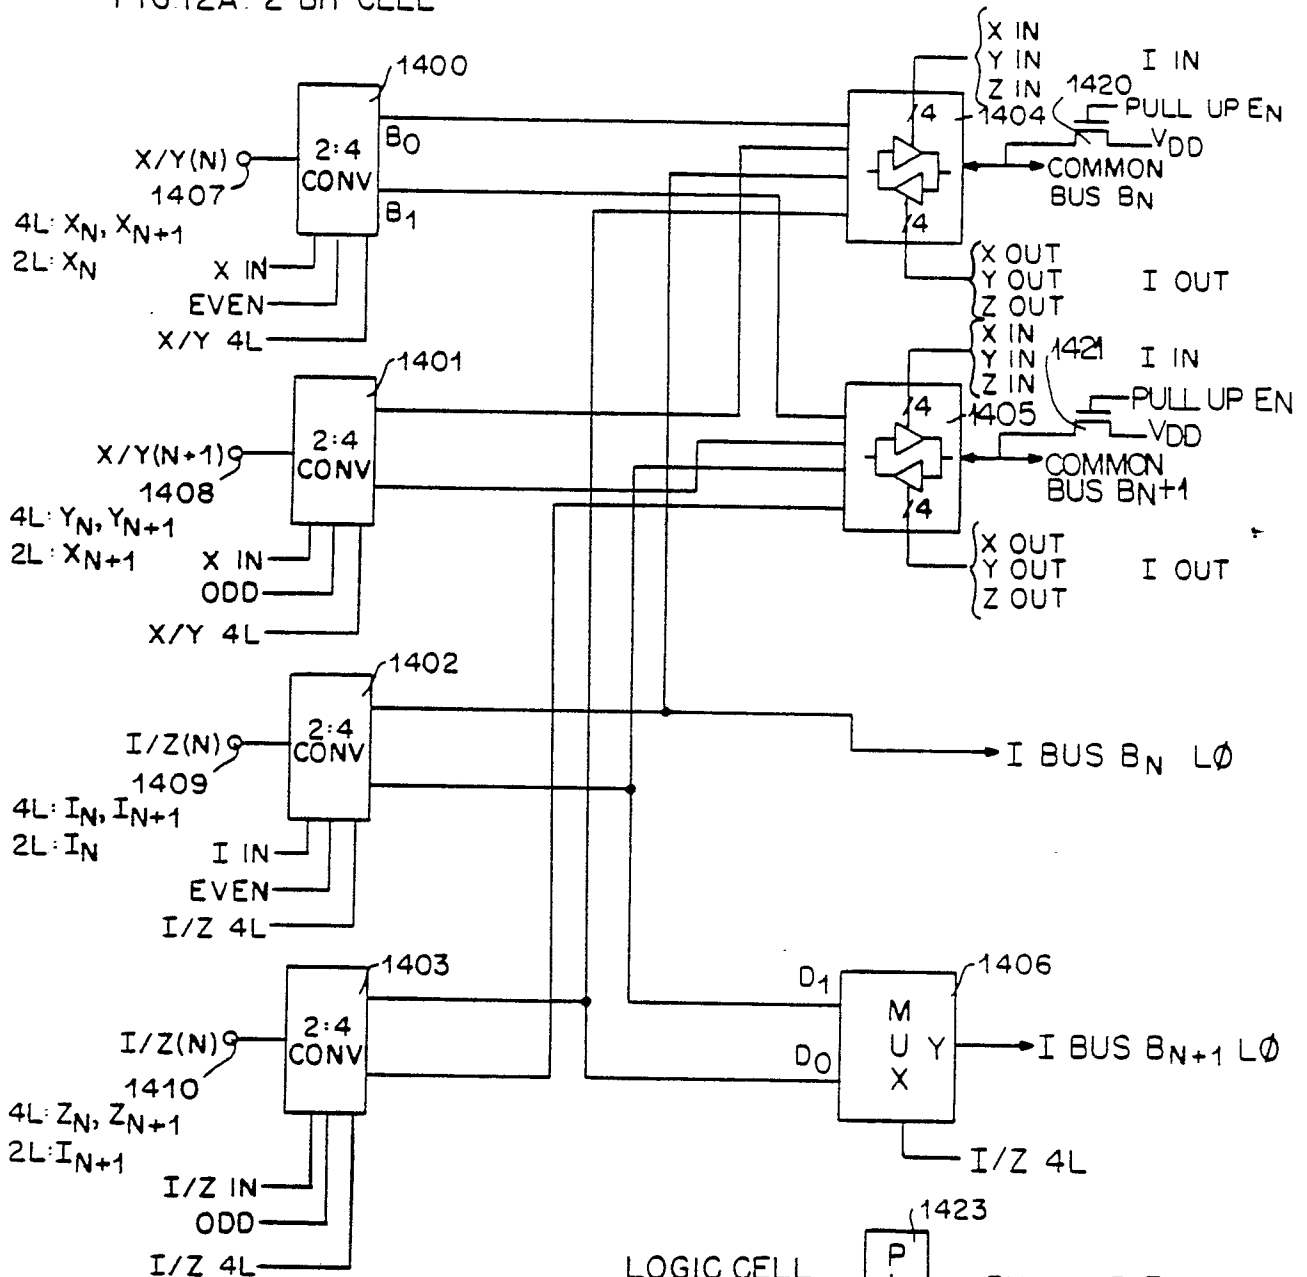 FIG.12A: 2 BIT CELL
1400
2:4
CONV
B0
B1
X/Y(N)
1407
4L: XN, XN+1
2L: XN
X IN
EVEN
X/Y 4L
X IN
Y IN
Z IN
I IN
1420
PULL UP EN
VDD
/4
1404
COMMON
BUS BN
/4
X OUT
Y OUT
Z OUT
I OUT
1401
2:4
CONV
X/Y(N+1)
1408
4L: YN, YN+1
2L: XN+1
X IN
ODD
X/Y 4L
X IN
Y IN
Z IN
I IN
1421
PULL UP EN
VDD
/4
1405
COMMON
BUS BN+1
/4
X OUT
Y OUT
Z OUT
I OUT
1402
2:4
CONV
I/Z(N)
1409
4L: IN, IN+1
2L: IN
I IN
EVEN
I/Z 4L
I BUS BN LØ
1403
2:4
CONV
I/Z(N)
1410
4L: ZN, ZN+1
2L: IN+1
I/Z IN
ODD
I/Z 4L
D1
D0
MUX
Y
1406
I BUS BN+1 LØ
I/Z 4L
1423
LOGIC CELL
P